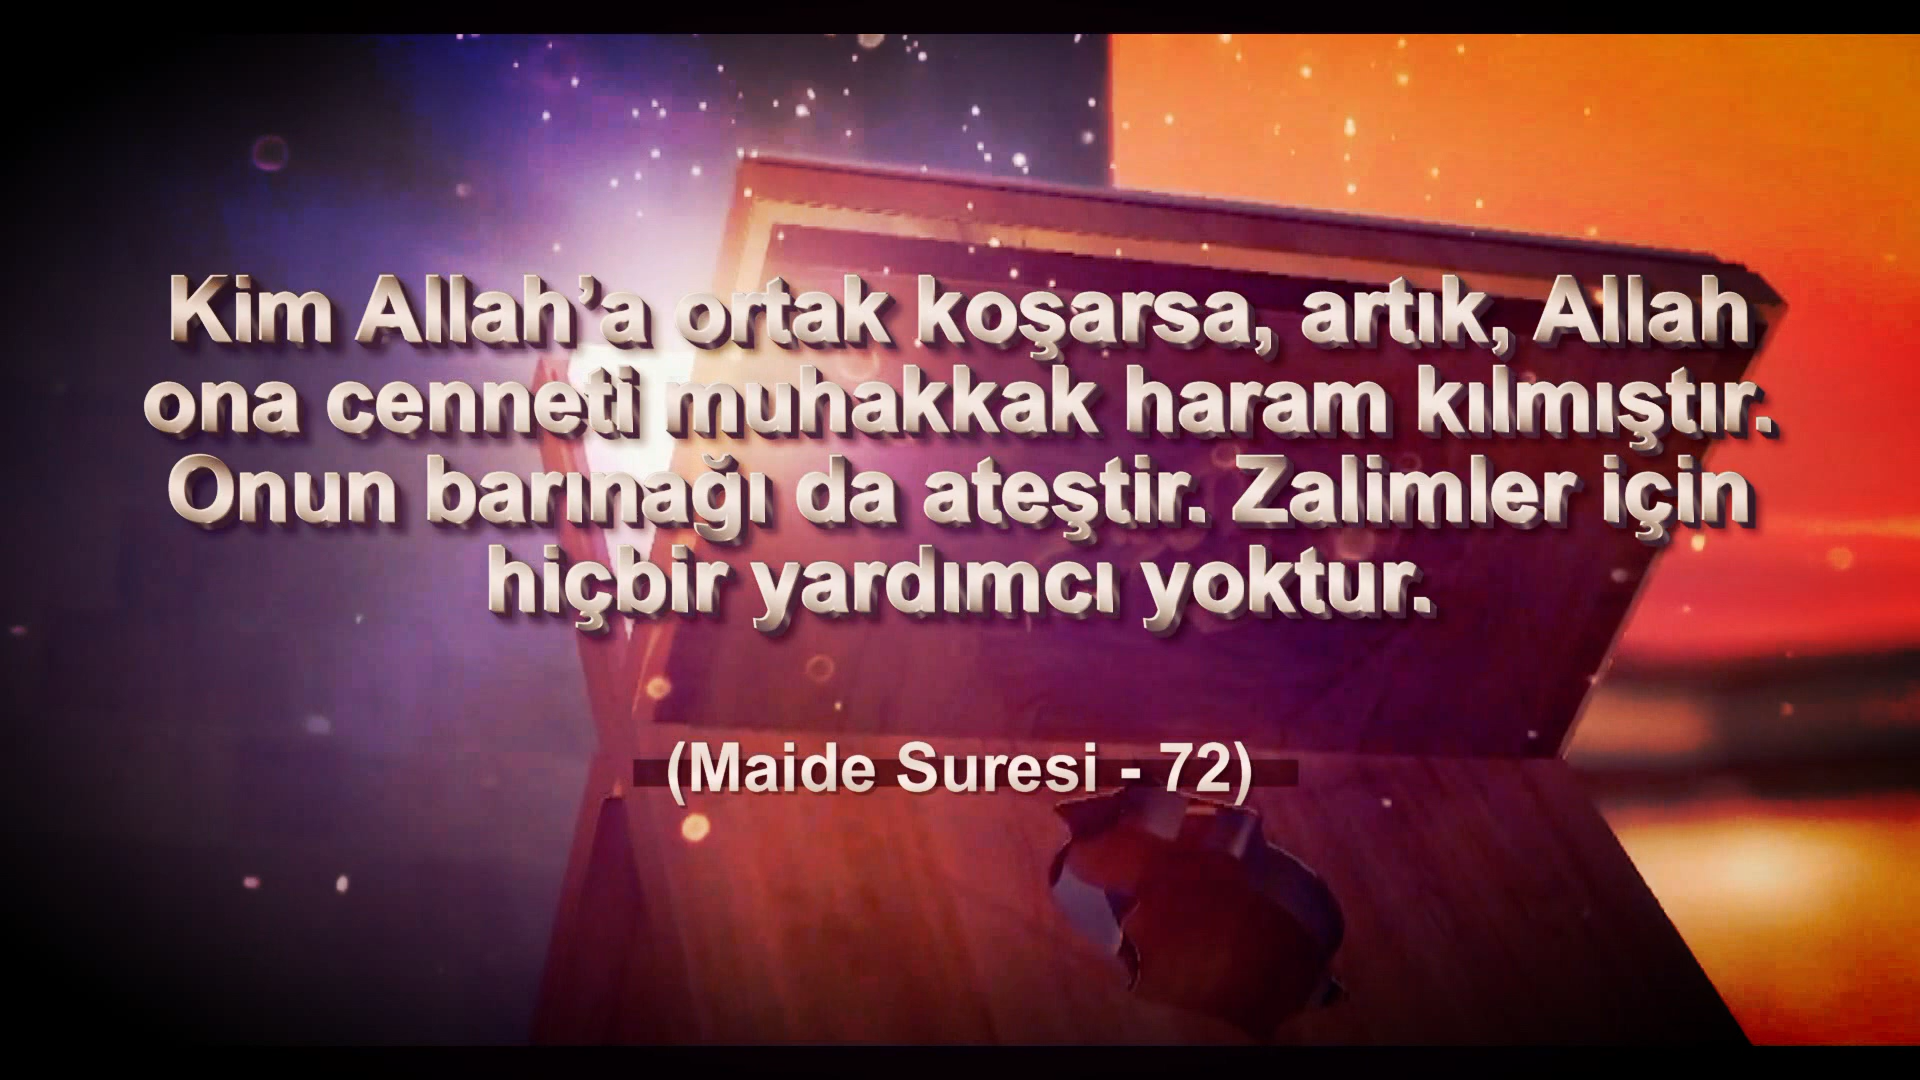 Kim Allah’a ortak koşarsa, artık, Allah
ona cenneti muhakkak haram kılmıştır.
Onun barınağı da ateştir. Zalimler için
hiçbir yardımcı yoktur.
(Maide Suresi - 72)